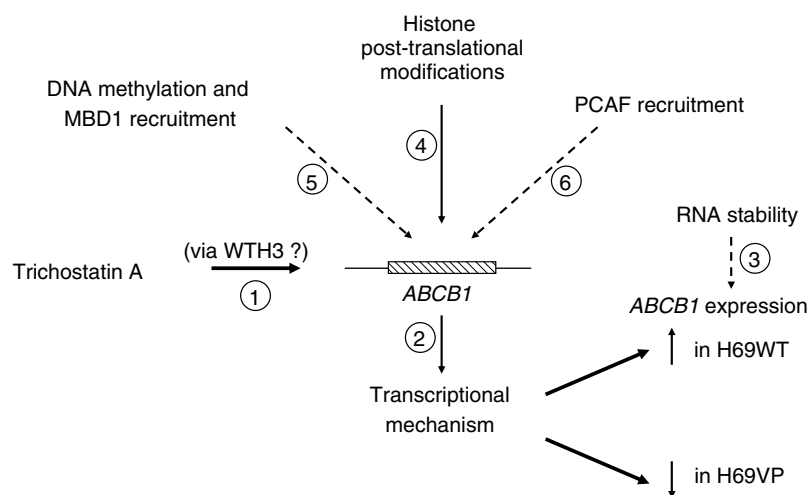 Histone
post-translational
modifications
DNA methylation and
MBD1 recruitment
PCAF recruitment
4
5
6
RNA stability
3
(via WTH3 ?)
Trichostatin A
1
ABCB1
ABCB1 expression
2
in H69WT
Transcriptional
mechanism
in H69VP